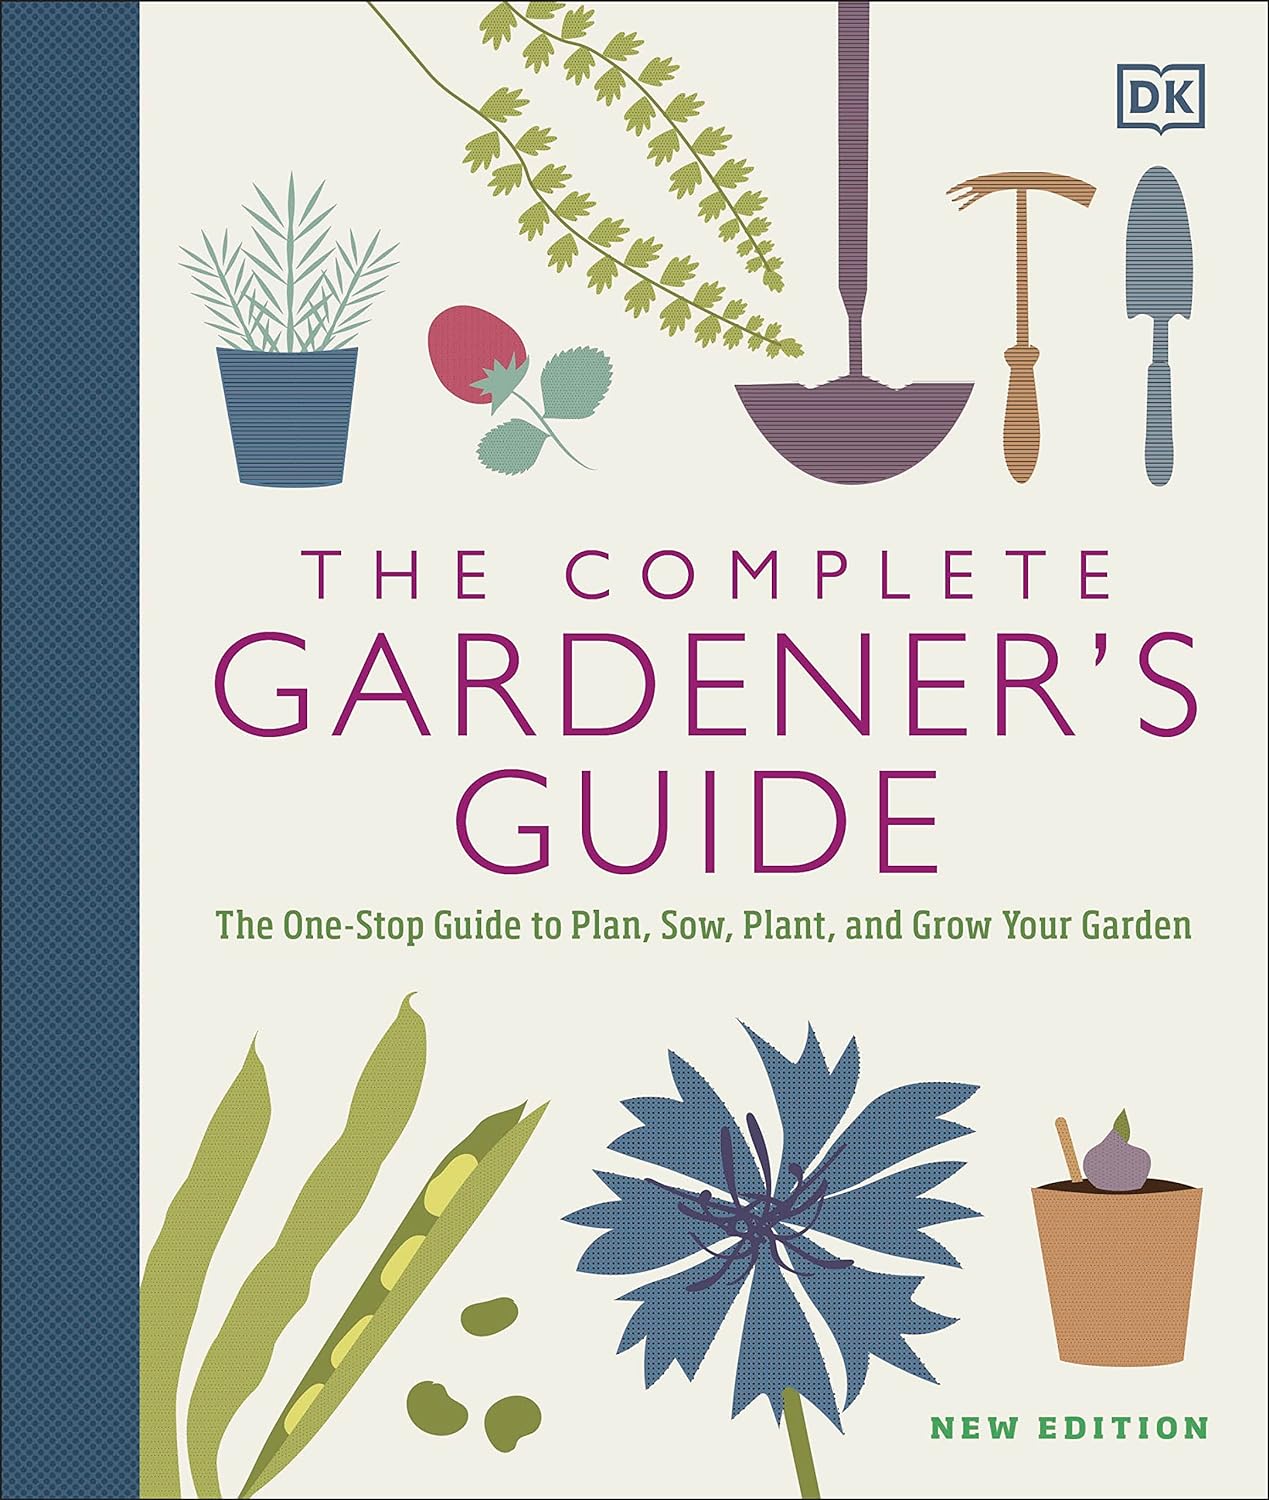 DK
THE COMPLETE
GARDENER’S
GUIDE
The One-Stop Guide to Plan, Sow, Plant, and Grow Your Garden
NEW EDITION